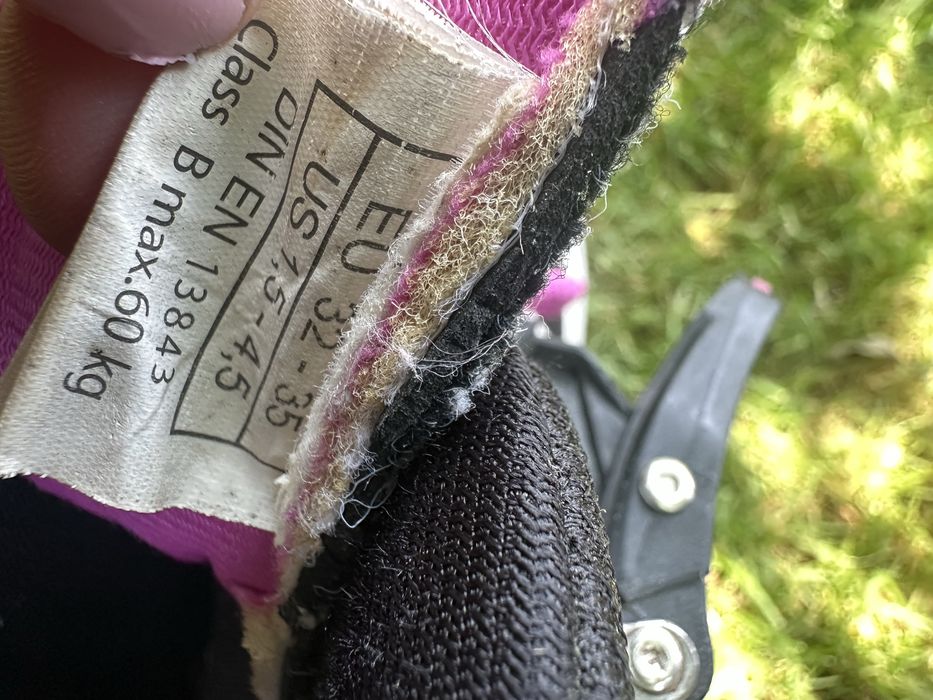 EU 32 - 35
US 1,5-4,5
DIN EN 13843
Class B max.60 kg